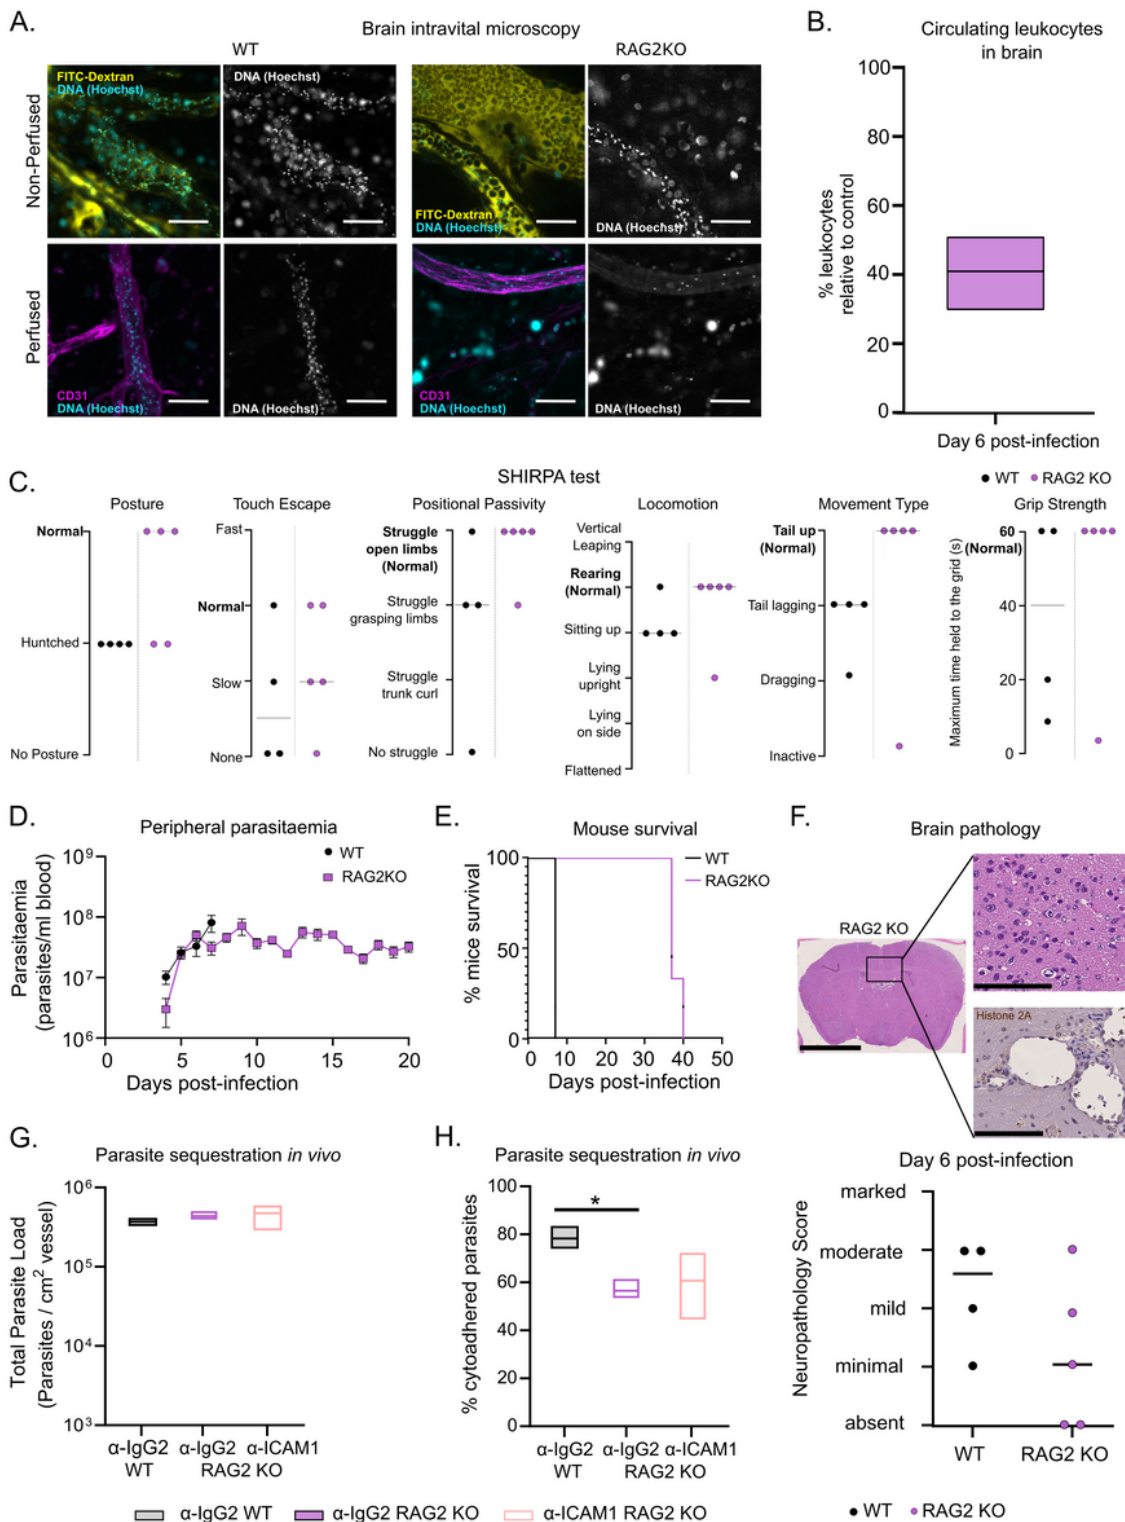 A.
Brain intravital microscopy
WT
RAG2KO
Non-Perfused
FITC-Dextran
DNA (Hoechst)
DNA (Hoechst)
FITC-Dextran
DNA (Hoechst)
DNA (Hoechst)
Perfused
CD31
DNA (Hoechst)
DNA (Hoechst)
CD31
DNA (Hoechst)
DNA (Hoechst)
B.
Circulating leukocytes
in brain
% leukocytes
relative to control
100
80
60
40
20
0
Day 6 post-infection
C.
SHIRPA test
WT
RAG2 KO
Posture
Normal
Huntched
No Posture
Touch Escape
Fast
Normal
Slow
None
Positional Passivity
Struggle
open limbs
(Normal)
Struggle
grasping limbs
Struggle
trunk curl
No struggle
Locomotion
Vertical
Leaping
Rearing
(Normal)
Sitting up
Lying
upright
Lying
on side
Flattened
Movement Type
Tail up
(Normal)
Tail lagging
Dragging
Inactive
Grip Strength
Maximum time held to the grid (s)
60
(Normal)
40
20
0
D.
Peripheral parasitaemia
WT
RAG2KO
Parasitaemia
(parasites/ml blood)
10⁹
10⁸
10⁷
10⁶
0 5 10 15 20
Days post-infection
E.
Mouse survival
WT
RAG2KO
% mice survival
100
50
0
0 10 20 30 40 50
Days post-infection
F.
Brain pathology
RAG2 KO
Histone 2A
Day 6 post-infection
Neuropathology Score
marked
moderate
mild
minimal
absent
WT RAG2 KO
WT RAG2 KO
G.
Parasite sequestration in vivo
Total Parasite Load
(Parasites / cm² vessel)
10⁶
10⁵
10⁴
10³
α-IgG2 α-IgG2 α-ICAM1
WT RAG2 KO
H.
Parasite sequestration in vivo
% cytoadhered parasites
100
80
60
40
20
0
*
α-IgG2 α-IgG2 α-ICAM1
WT RAG2 KO
α-IgG2 WT α-IgG2 RAG2 KO α-ICAM1 RAG2 KO